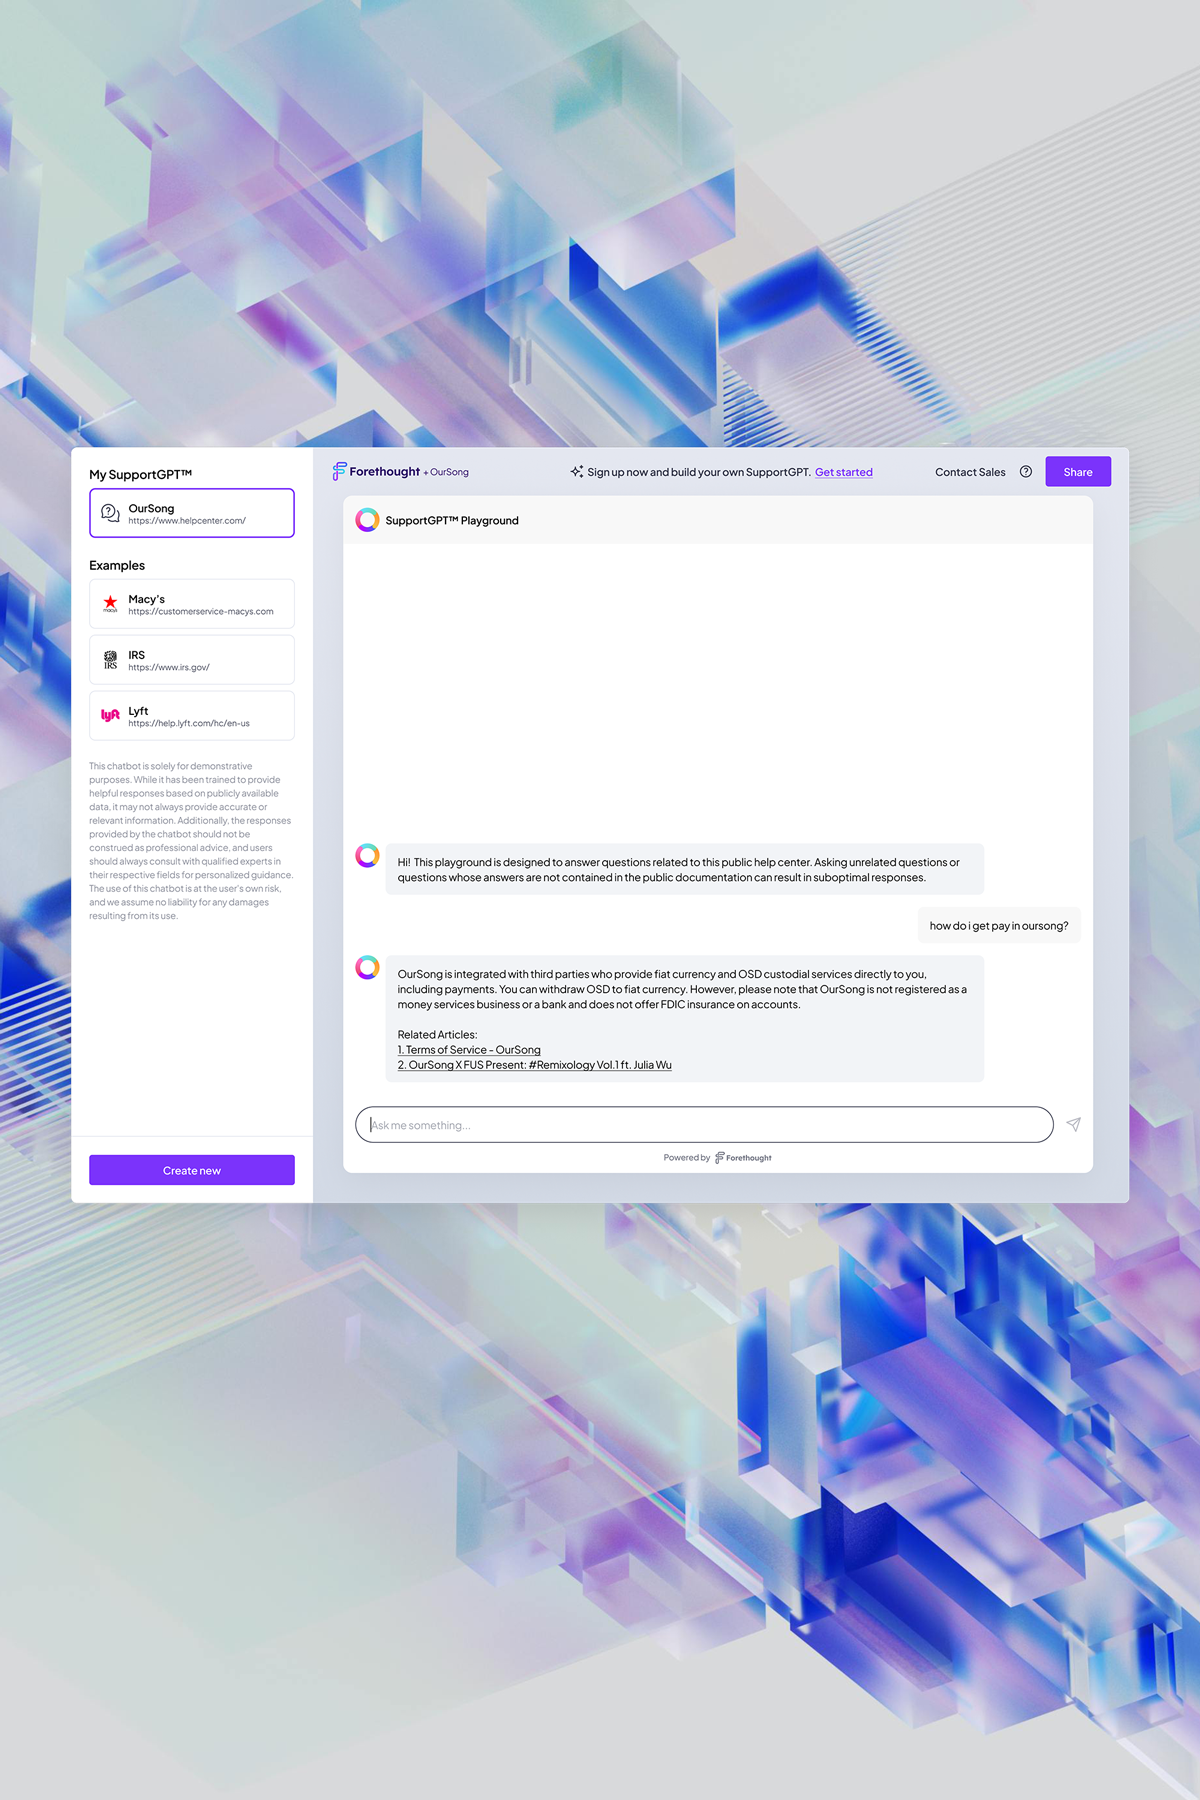 My SupportGPT™
OurSong
https://www.helpcenter.com/
Examples
macy's
Macy's
https://customerservice-macys.com
IRS
IRS
https://www.irs.gov/
lyft
Lyft
https://help.lyft.com/hc/en-us
This chatbot is solely for demonstrative
purposes. While it has been trained to provide
helpful responses based on publicly available
data, it may not always provide accurate or
relevant information. Additionally, the responses
provided by the chatbot should not be
construed as professional advice, and users
should always consult with qualified experts in
their respective fields for personalized guidance.
The use of this chatbot is at the user's own risk,
and we assume no liability for any damages
resulting from its use.
Create new
Forethought + OurSong
Sign up now and build your own SupportGPT. Get started
Contact Sales
Share
SupportGPT™ Playground
Hi! This playground is designed to answer questions related to this public help center. Asking unrelated questions or
questions whose answers are not contained in the public documentation can result in suboptimal responses.
how do i get pay in oursong?
OurSong is integrated with third parties who provide fiat currency and OSD custodial services directly to you,
including payments. You can withdraw OSD to fiat currency. However, please note that OurSong is not registered as a
money services business or a bank and does not offer FDIC insurance on accounts.
Related Articles:
1. Terms of Service - OurSong
2. OurSong X FUS Present: #Remixology Vol.1 ft. Julia Wu
Ask me something...
Powered by Forethought